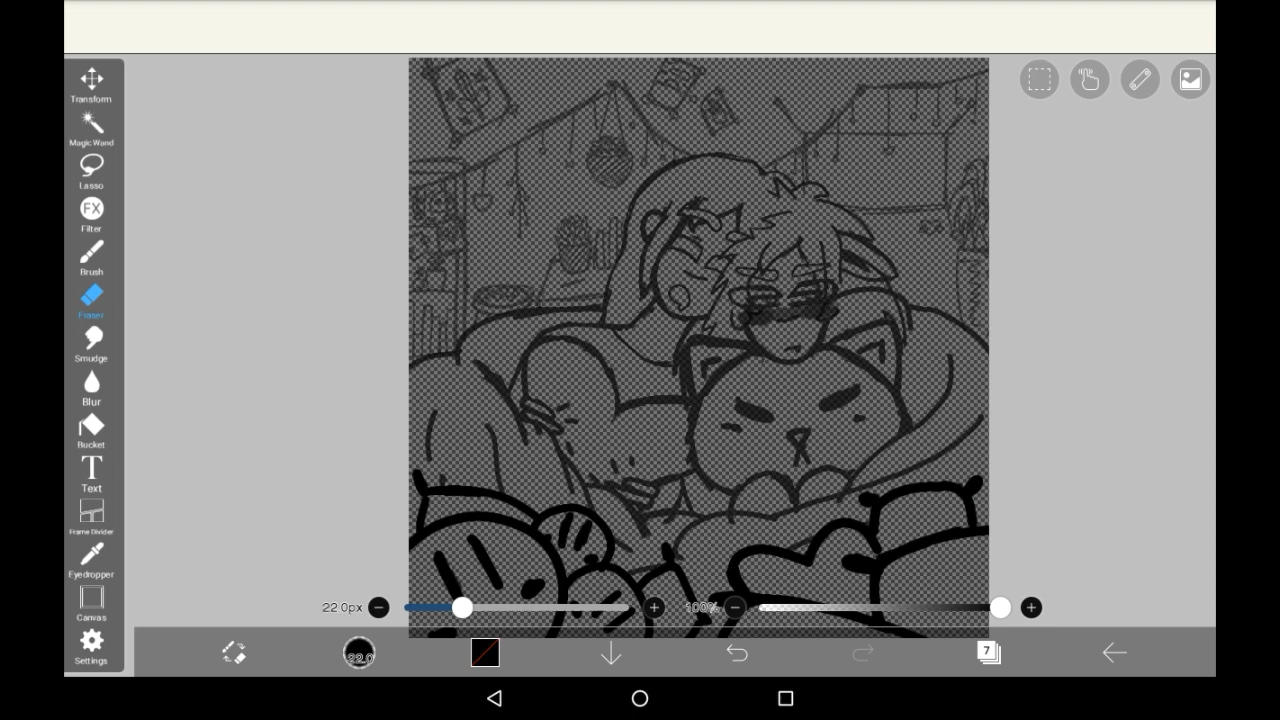 Transform
Magic Wand
Lasso
FX
Filter
Brush
Eraser
Smudge
Blur
Bucket
T
Text
Frame Divider
Eyedropper
Canvas
Settings
22.0px
100%
22.0
7